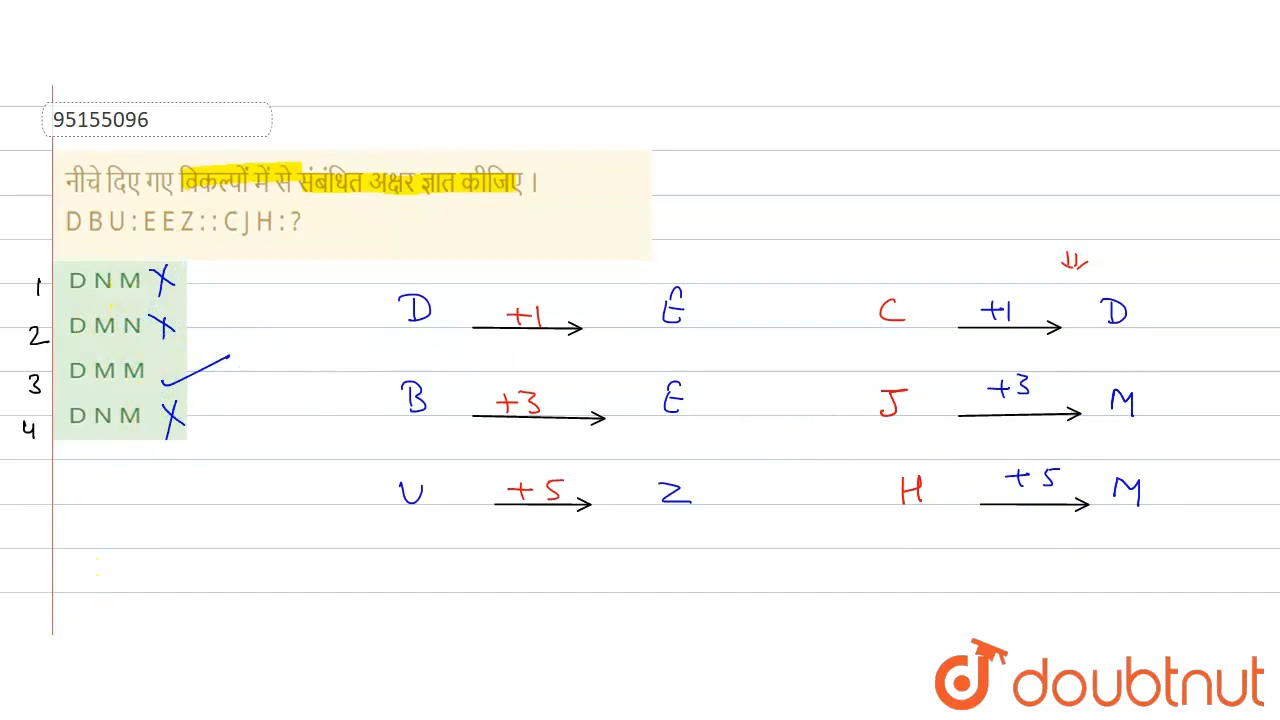 95155096
नीचे दिए गए विकल्पों में से संबंधित अक्षर ज्ञात कीजिए ।
D B U : E E Z : : C J H : ?
1 D N M X
2 D M N X
3 D M M ✓
4 D N M X
D +1 E C +1 D
B +3 E J +3 M
U +5 Z H +5 M
doubtnut